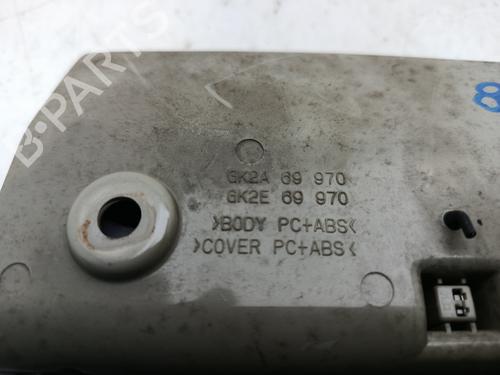 B-PARTS
8
GK2A 69 970
GK2E 69 970
>BODY PC+ABS<
>COVER PC+ABS<